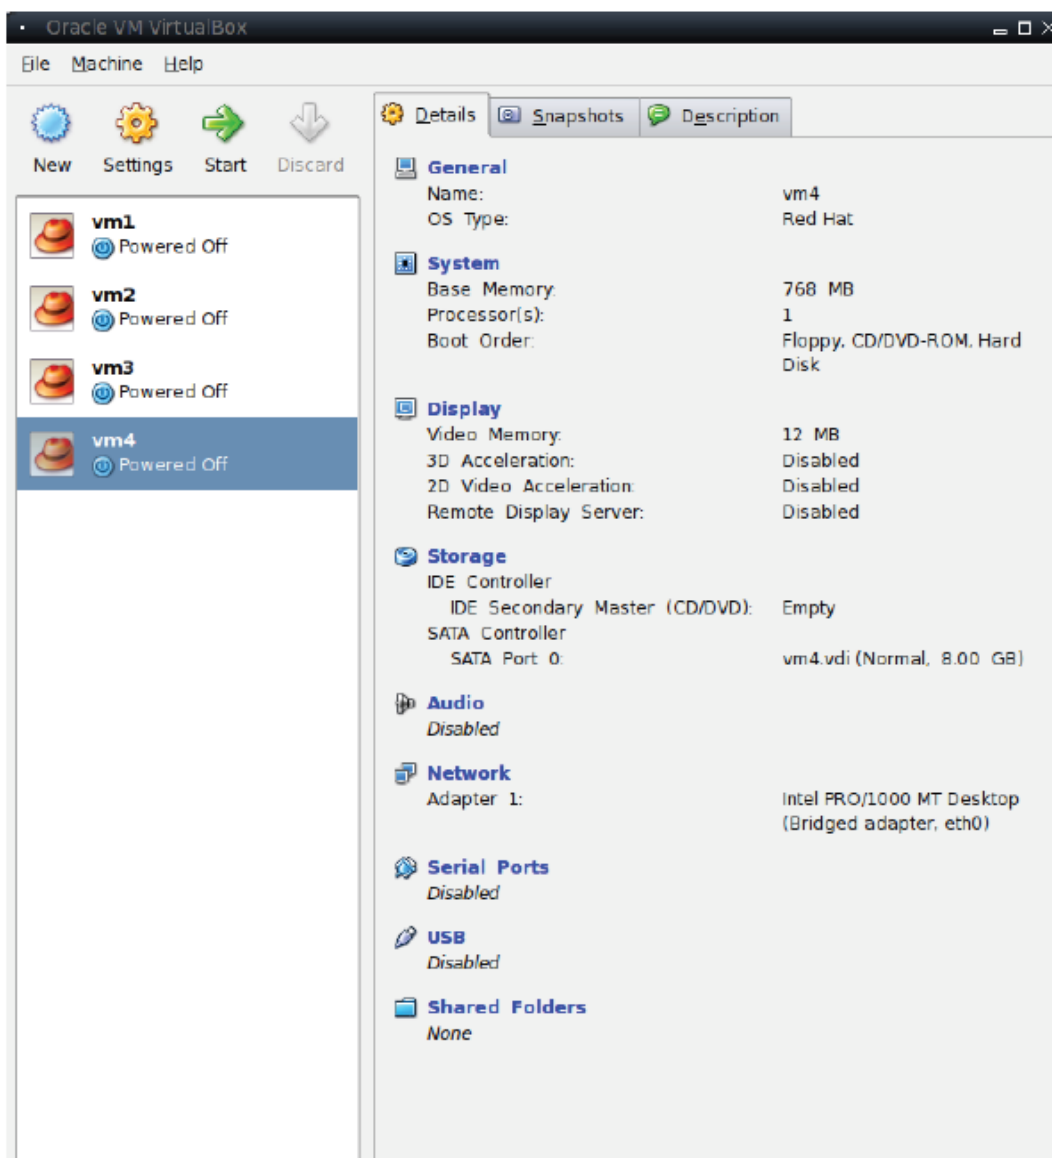 Oracle VM VirtualBox
File Machine Help
New Settings Start Discard
vm1
Powered Off
vm2
Powered Off
vm3
Powered Off
vm4
Powered Off
Details Snapshots Description
General
Name: vm4
OS Type: Red Hat
System
Base Memory: 768 MB
Processor(s): 1
Boot Order: Floppy, CD/DVD-ROM, Hard
Disk
Display
Video Memory: 12 MB
3D Acceleration: Disabled
2D Video Acceleration: Disabled
Remote Display Server: Disabled
Storage
IDE Controller
IDE Secondary Master (CD/DVD): Empty
SATA Controller
SATA Port 0: vm4.vdi (Normal, 8.00 GB)
Audio
Disabled
Network
Adapter 1: Intel PRO/1000 MT Desktop
(Bridged adapter, eth0)
Serial Ports
Disabled
USB
Disabled
Shared Folders
None